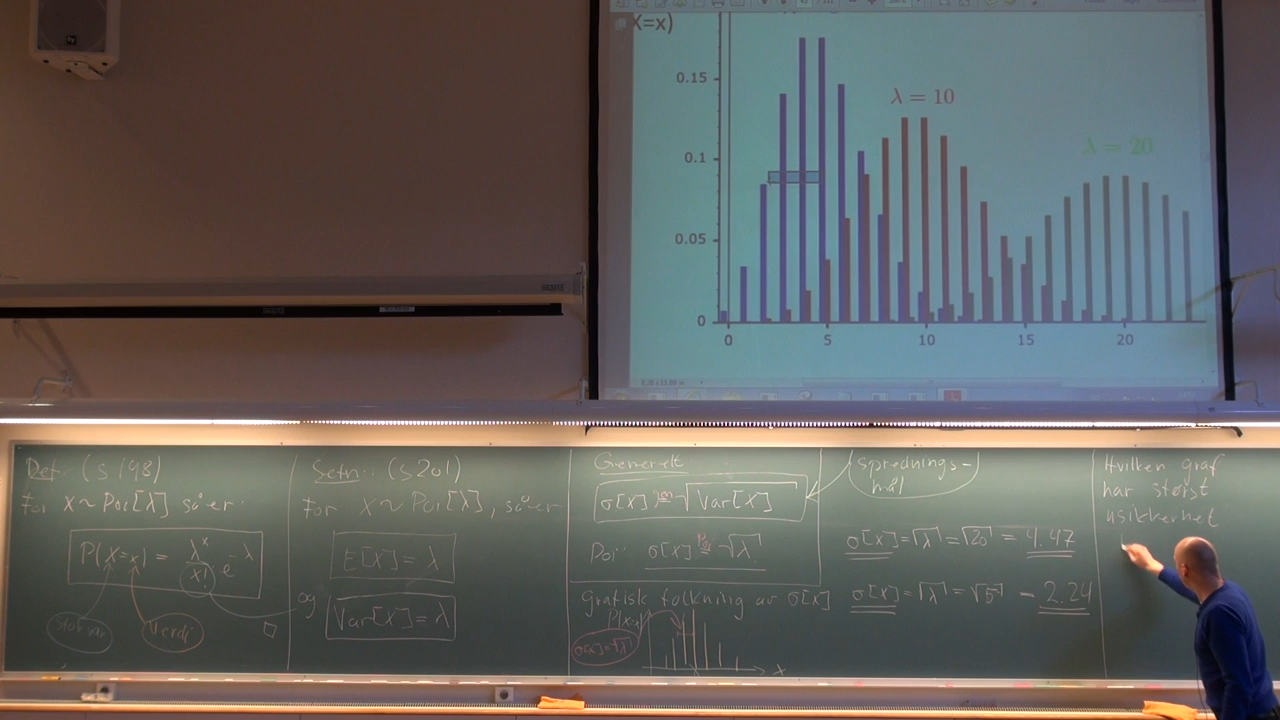 X=x)
0.15
0.1
0.05
0
0
5
10
15
20
λ = 10
λ = 20
Def: (s 198)
For X ~ Poi[λ] så er:
P(X=x) = λ^x / x! e^-λ
Stok var
Verdi
Setn: (s 201)
For X ~ Poi[λ], så er
E[X] = λ
og
Var[X] = λ
Generelt
σ[X] = √Var[X]
Poi: σ[X] = √λ
Grafisk tolkning av σ[X]
P(X=x)
σ[X]=√λ
x
sprednings-
mål
σ[X] = √λ = √20 = 4.47
σ[X] = √λ = √5 = 2.24
Hvilken graf
har størst
usikkerhet